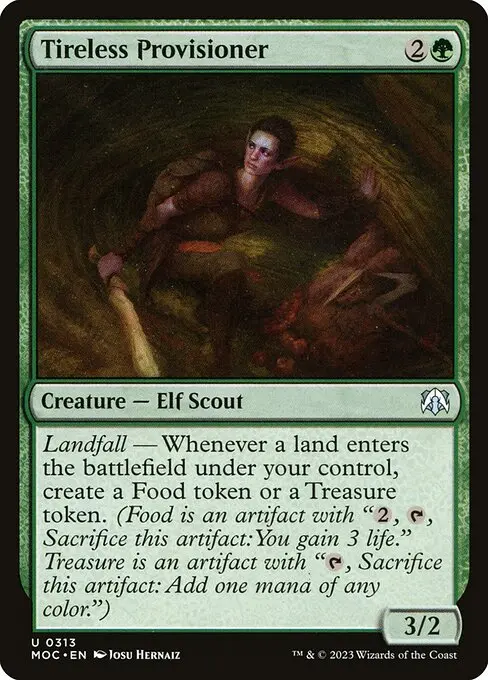 Tireless Provisioner 2
Creature — Elf Scout
Landfall — Whenever a land enters
the battlefield under your control,
create a Food token or a Treasure
token. (Food is an artifact with “2, ,
Sacrifice this artifact: You gain 3 life.”
Treasure is an artifact with “ , Sacrifice
this artifact: Add one mana of any
color.”)
3/2
U 0313
MOC • EN Josu Hernaiz ™ & © 2023 Wizards of the Coast